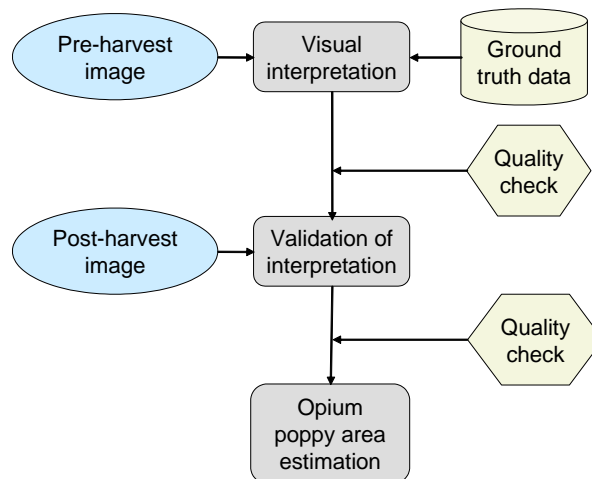 Pre-harvest
image
Visual
interpretation
Ground
truth data
Quality
check
Post-harvest
image
Validation of
interpretation
Quality
check
Opium
poppy area
estimation